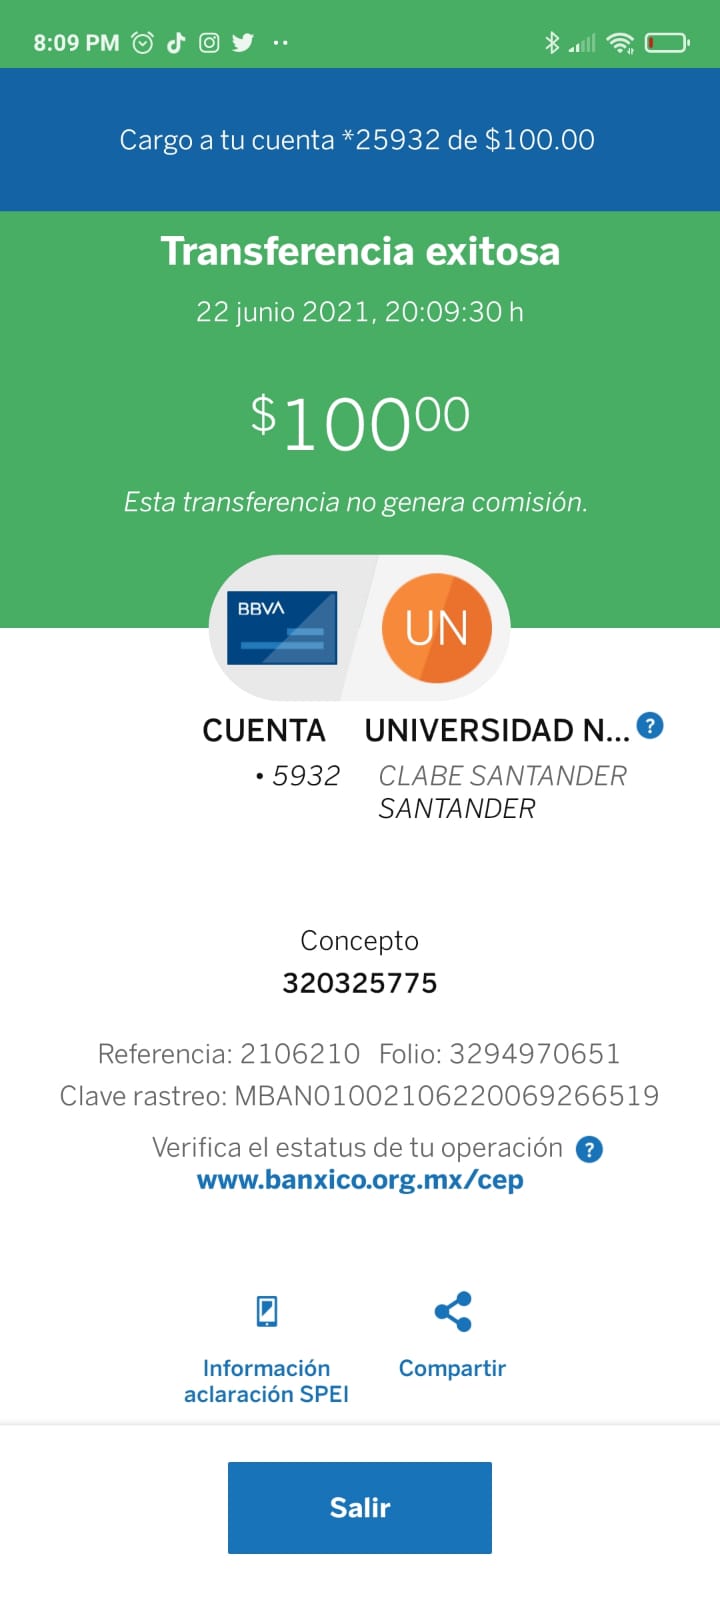 8:09 PM
Cargo a tu cuenta *25932 de $100.00
Transferencia exitosa
22 junio 2021, 20:09:30 h
$10000
Esta transferencia no genera comisión.
BBVA
UN
CUENTA UNIVERSIDAD N... ?
• 5932 CLABE SANTANDER
SANTANDER
Concepto
320325775
Referencia: 2106210 Folio: 3294970651
Clave rastreo: MBAN01002106220069266519
Verifica el estatus de tu operación ?
www.banxico.org.mx/cep
Información
aclaración SPEI
Compartir
Salir